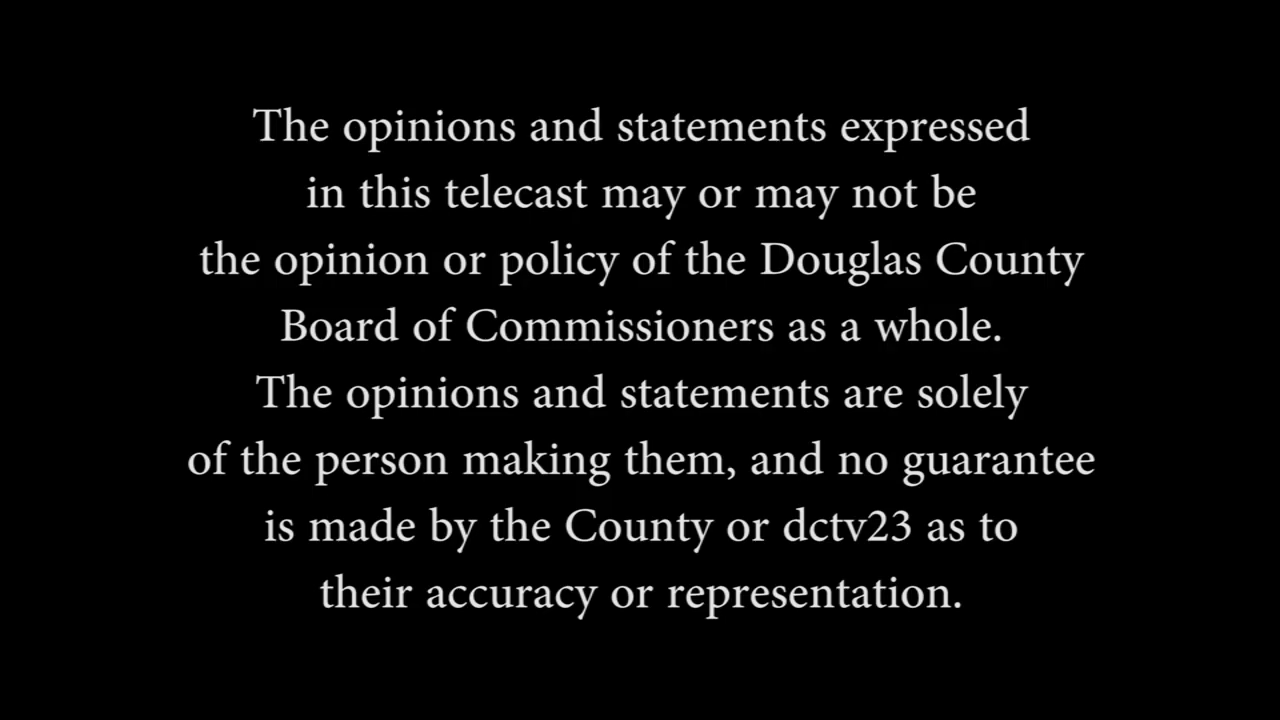 The opinions and statements expressed
in this telecast may or may not be
the opinion or policy of the Douglas County
Board of Commissioners as a whole.
The opinions and statements are solely
of the person making them, and no guarantee
is made by the County or dctv23 as to
their accuracy or representation.